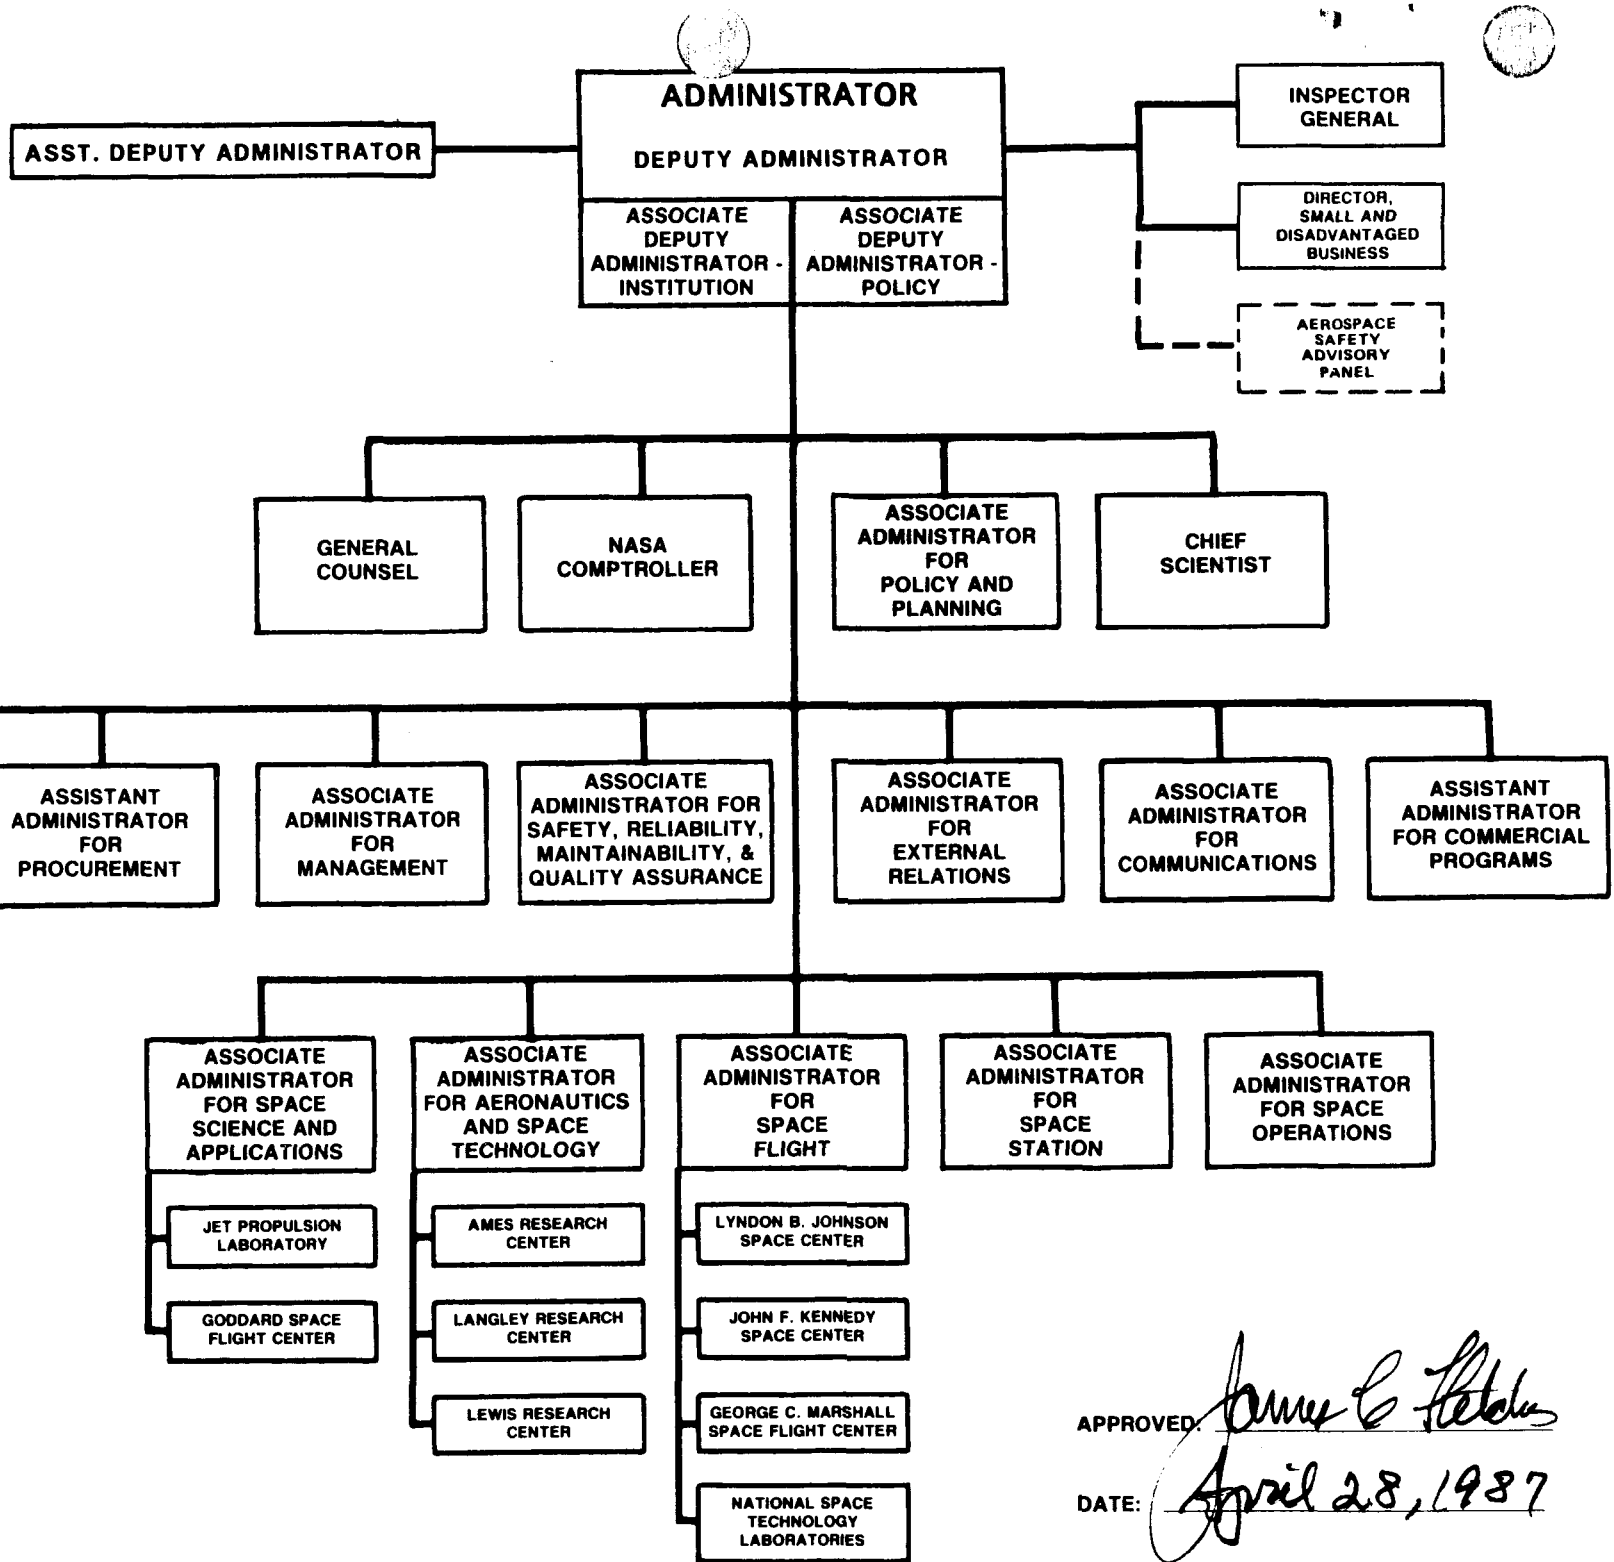 ADMINISTRATOR
DEPUTY ADMINISTRATOR
ASST. DEPUTY ADMINISTRATOR
ASSOCIATE
DEPUTY
ADMINISTRATOR -
INSTITUTION
ASSOCIATE
DEPUTY
ADMINISTRATOR -
POLICY
INSPECTOR
GENERAL
DIRECTOR,
SMALL AND
DISADVANTAGED
BUSINESS
AEROSPACE
SAFETY
ADVISORY
PANEL
GENERAL
COUNSEL
NASA
COMPTROLLER
ASSOCIATE
ADMINISTRATOR
FOR
POLICY AND
PLANNING
CHIEF
SCIENTIST
ASSISTANT
ADMINISTRATOR
FOR
PROCUREMENT
ASSOCIATE
ADMINISTRATOR
FOR
MANAGEMENT
ASSOCIATE
ADMINISTRATOR FOR
SAFETY, RELIABILITY,
MAINTAINABILITY, &
QUALITY ASSURANCE
ASSOCIATE
ADMINISTRATOR
FOR
EXTERNAL
RELATIONS
ASSOCIATE
ADMINISTRATOR
FOR
COMMUNICATIONS
ASSISTANT
ADMINISTRATOR
FOR COMMERCIAL
PROGRAMS
ASSOCIATE
ADMINISTRATOR
FOR SPACE
SCIENCE AND
APPLICATIONS
JET PROPULSION
LABORATORY
GODDARD SPACE
FLIGHT CENTER
ASSOCIATE
ADMINISTRATOR
FOR AERONAUTICS
AND SPACE
TECHNOLOGY
AMES RESEARCH
CENTER
LANGLEY RESEARCH
CENTER
LEWIS RESEARCH
CENTER
ASSOCIATE
ADMINISTRATOR
FOR
SPACE
FLIGHT
LYNDON B. JOHNSON
SPACE CENTER
JOHN F. KENNEDY
SPACE CENTER
GEORGE C. MARSHALL
SPACE FLIGHT CENTER
NATIONAL SPACE
TECHNOLOGY
LABORATORIES
ASSOCIATE
ADMINISTRATOR
FOR
SPACE
STATION
ASSOCIATE
ADMINISTRATOR
FOR SPACE
OPERATIONS
APPROVED: James C Fletcher
DATE: April 28, 1987